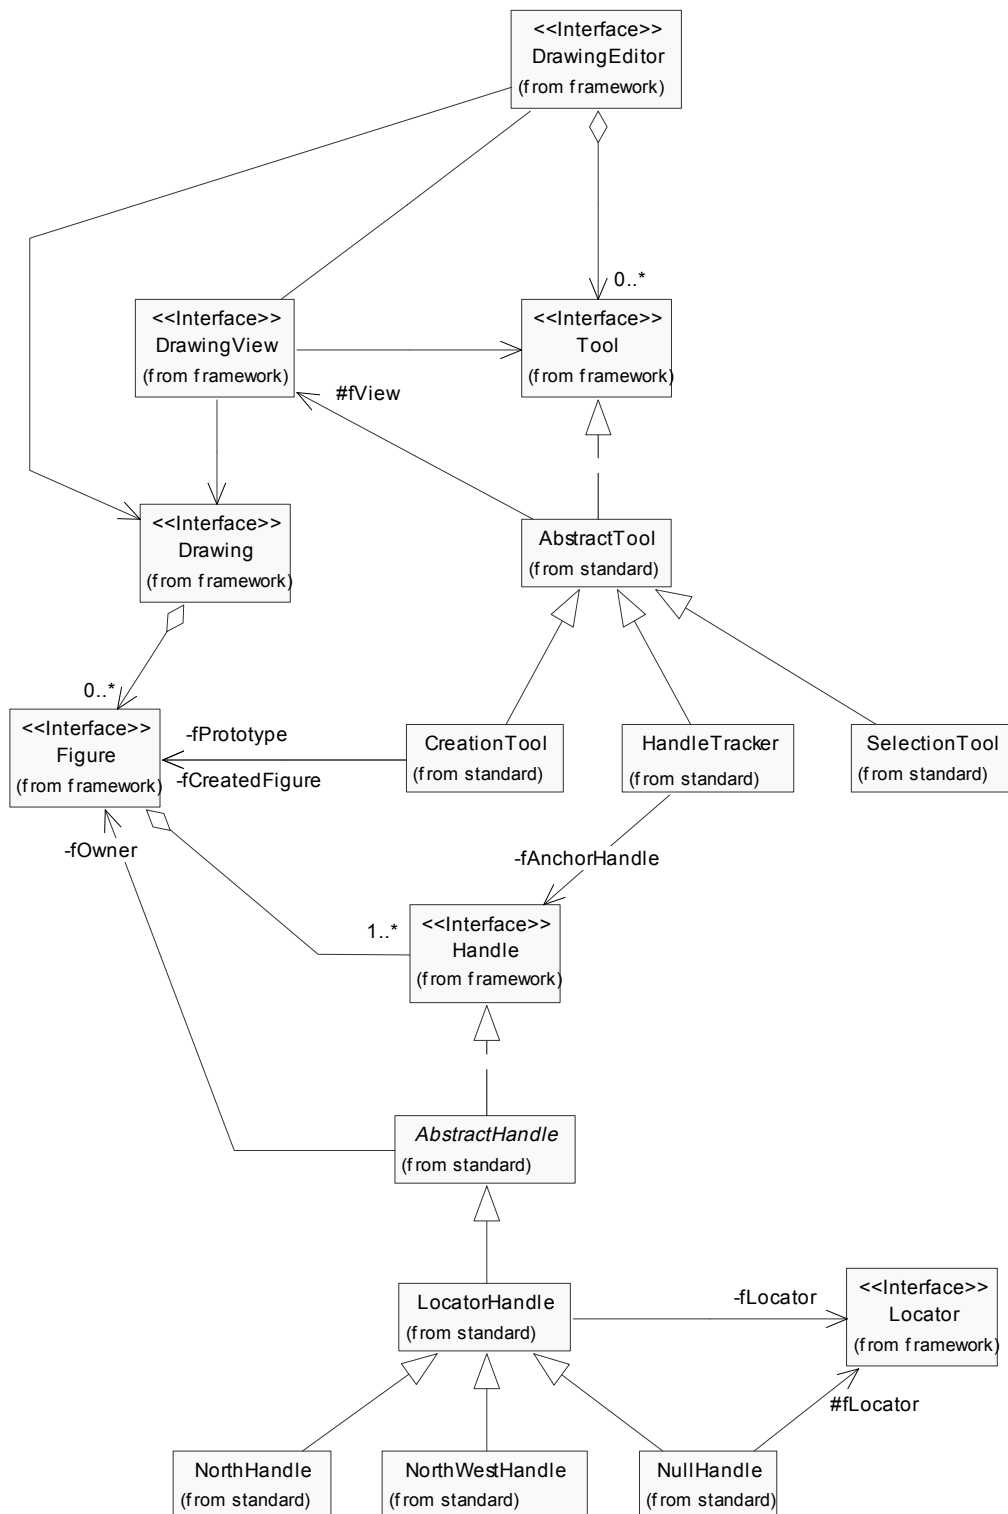 <<Interface>>
DrawingEditor
(from framework)
0..*
<<Interface>>
DrawingView
(from framework)
<<Interface>>
Tool
(from framework)
#fView
<<Interface>>
Drawing
(from framework)
AbstractTool
(from standard)
0..*
<<Interface>>
Figure
(from framework)
-fPrototype
-fCreatedFigure
CreationTool
(from standard)
HandleTracker
(from standard)
SelectionTool
(from standard)
-fOwner
-fAnchorHandle
1..*
<<Interface>>
Handle
(from framework)
AbstractHandle
(from standard)
LocatorHandle
(from standard)
-fLocator
<<Interface>>
Locator
(from framework)
#fLocator
NorthHandle
(from standard)
NorthWestHandle
(from standard)
NullHandle
(from standard)